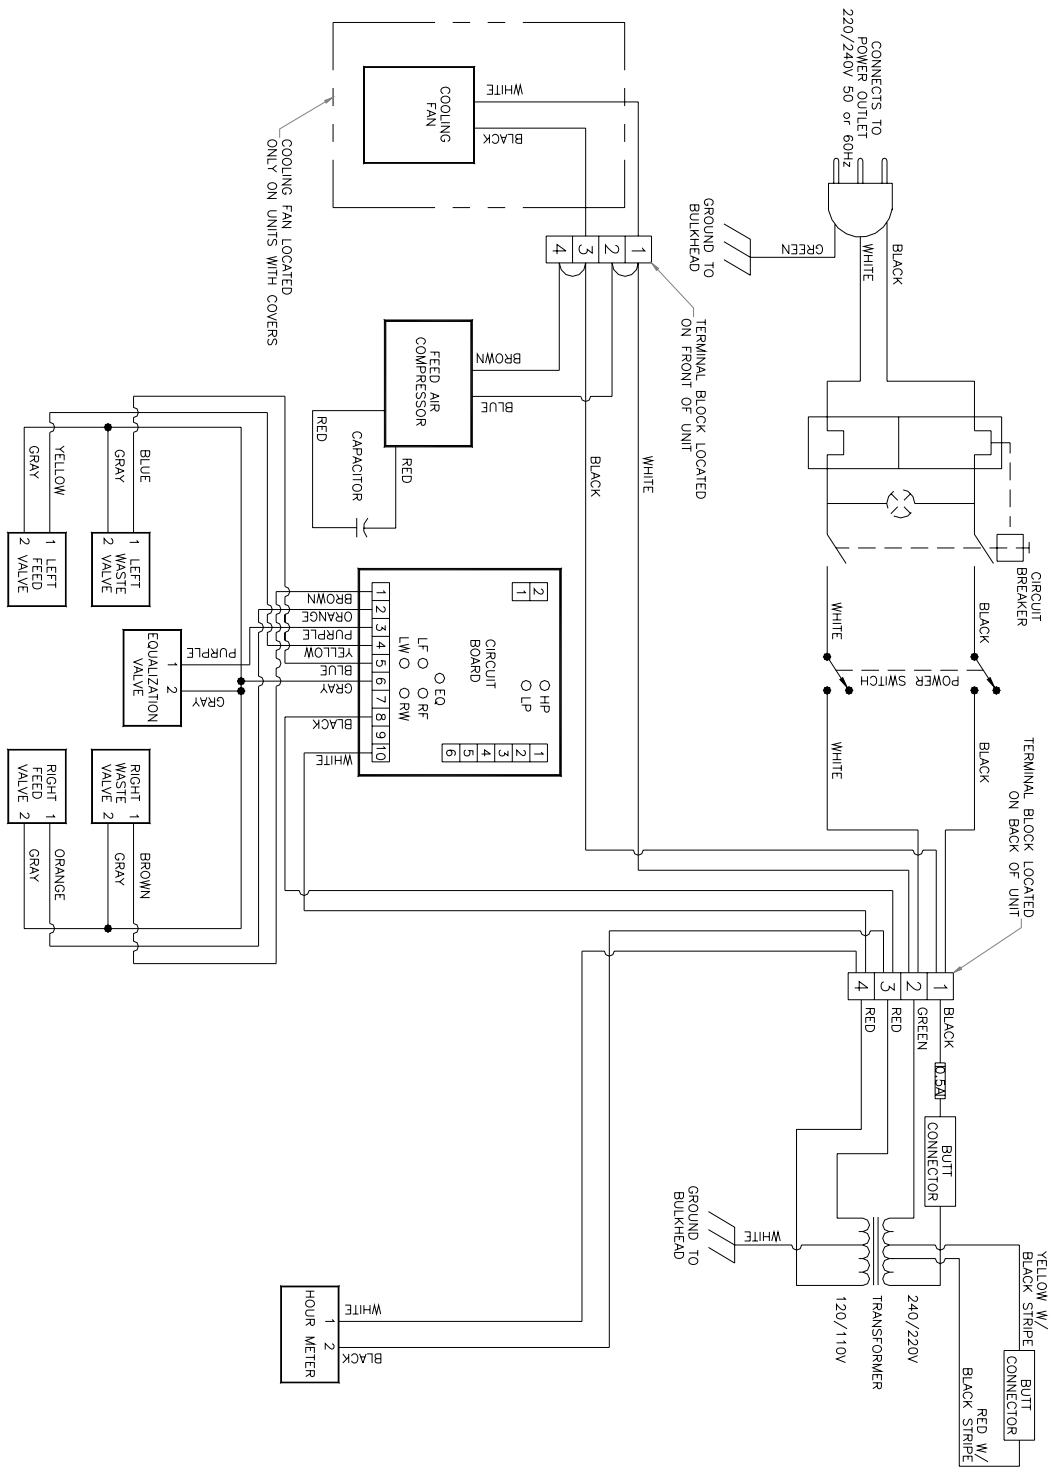 CONNECTS TO
POWER OUTLET
220/240V 50 or 60Hz
BLACK
WHITE
GREEN
GROUND TO
BULKHEAD
CIRCUIT
BREAKER
BLACK
WHITE
POWER SWITCH
BLACK
WHITE
TERMINAL BLOCK LOCATED
ON BACK OF UNIT
1
2
3
4
BLACK
GREEN
RED
RED
0.5A
BUTT
CONNECTOR
YELLOW W/
BLACK STRIPE
BUTT
CONNECTOR
RED W/
BLACK STRIPE
240/220V
TRANSFORMER
120/110V
WHITE
GROUND TO
BULKHEAD
COOLING
FAN
WHITE
BLACK
COOLING FAN LOCATED
ONLY ON UNITS WITH COVERS
1
2
3
4
TERMINAL BLOCK LOCATED
ON FRONT OF UNIT
WHITE
BLACK
FEED AIR
COMPRESSOR
BROWN
BLUE
RED
RED
CAPACITOR
CIRCUIT
BOARD
2
1
HP
LP
EQ
LF
RF
LW
RW
1
2
3
4
5
6
1
2
3
4
5
6
7
8
9
10
BROWN
ORANGE
PURPLE
YELLOW
BLUE
GRAY
BLACK
WHITE
BLUE
GRAY
1 LEFT
WASTE
2 VALVE
YELLOW
GRAY
1 LEFT
FEED
2 VALVE
PURPLE
GRAY
1
2
EQUALIZATION
VALVE
RIGHT 1
WASTE
VALVE 2
BROWN
GRAY
RIGHT 1
FEED
VALVE 2
ORANGE
GRAY
HOUR METER
1
2
WHITE
BLACK